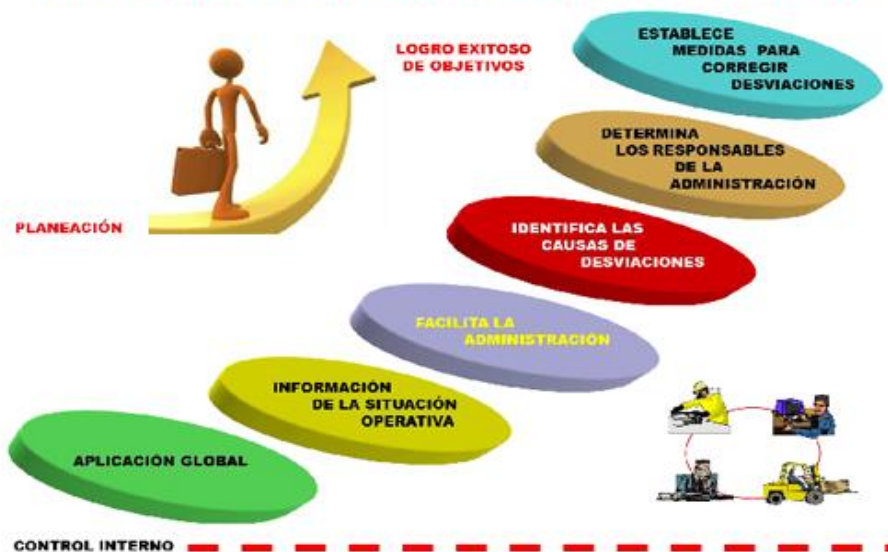 LOGRO EXITOSO
DE OBJETIVOS
ESTABLECE
MEDIDAS PARA
CORREGIR
DESVIACIONES
DETERMINA
LOS RESPONSABLES
DE LA
ADMINISTRACIÓN
PLANEACIÓN
IDENTIFICA LAS
CAUSAS DE
DESVIACIONES
FACILITA LA
ADMINISTRACIÓN
INFORMACIÓN
DE LA SITUACIÓN
OPERATIVA
APLICACIÓN GLOBAL
CONTROL INTERNO